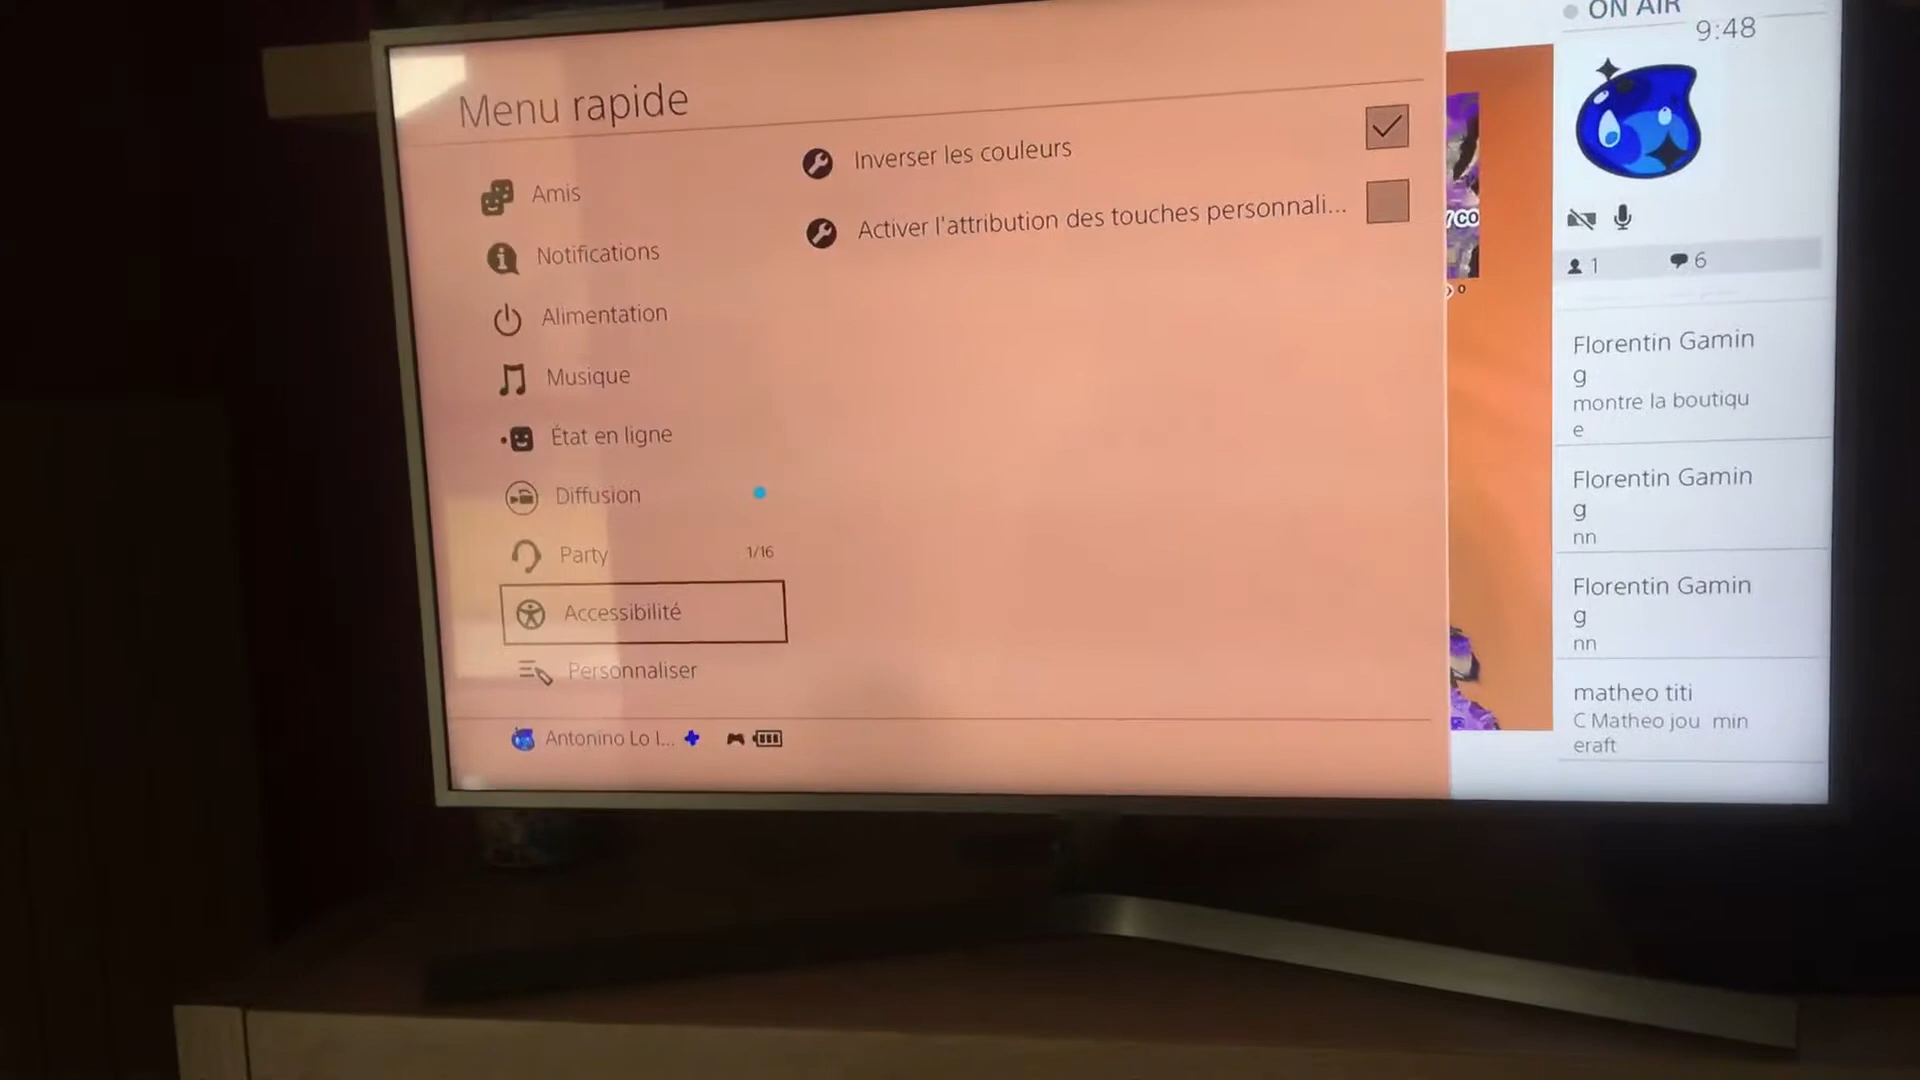 Menu rapide
Amis
Notifications
Alimentation
Musique
État en ligne
Diffusion
Party 1/16
Accessibilité
Personnaliser
Antonino Lo I...
Inverser les couleurs
Activer l'attribution des touches personnali...
ON AIR
9:48
1 6
Florentin Gamin
g
montre la boutiqu
e
Florentin Gamin
g
nn
Florentin Gamin
g
nn
matheo titi
C Matheo jou min
eraft